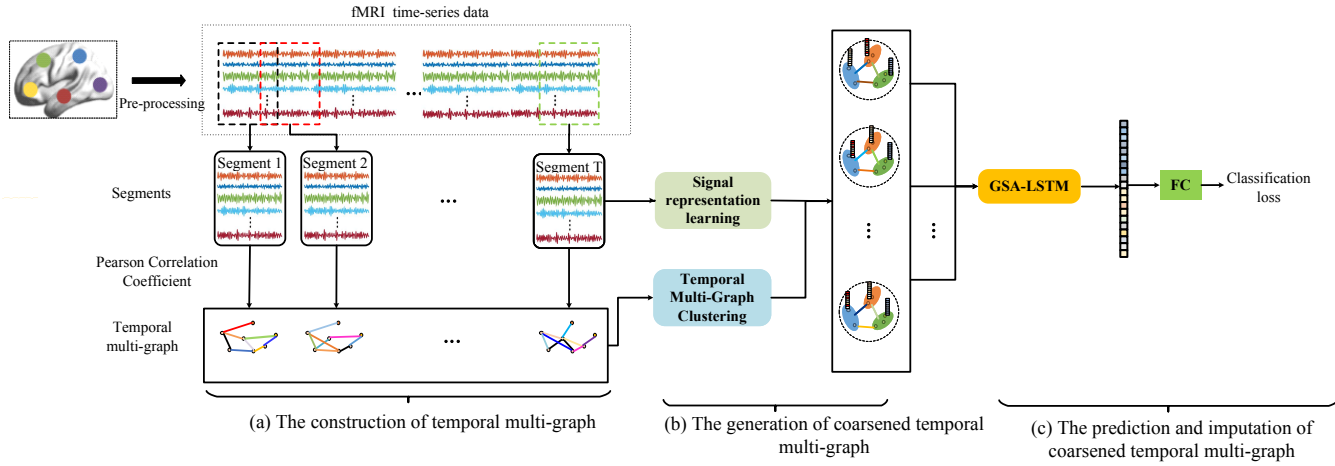 fMRI time-series data
Pre-processing
...
...
Segments
Segment 1
Segment 2
Segment T
...
Pearson Correlation
Coefficient
Temporal
multi-graph
...
Signal
representation
learning
Temporal
Multi-Graph
Clustering
GSA-LSTM
FC
Classification
loss
(a) The construction of temporal multi-graph
(b) The generation of coarsened temporal
multi-graph
(c) The prediction and imputation of
coarsened temporal multi-graph